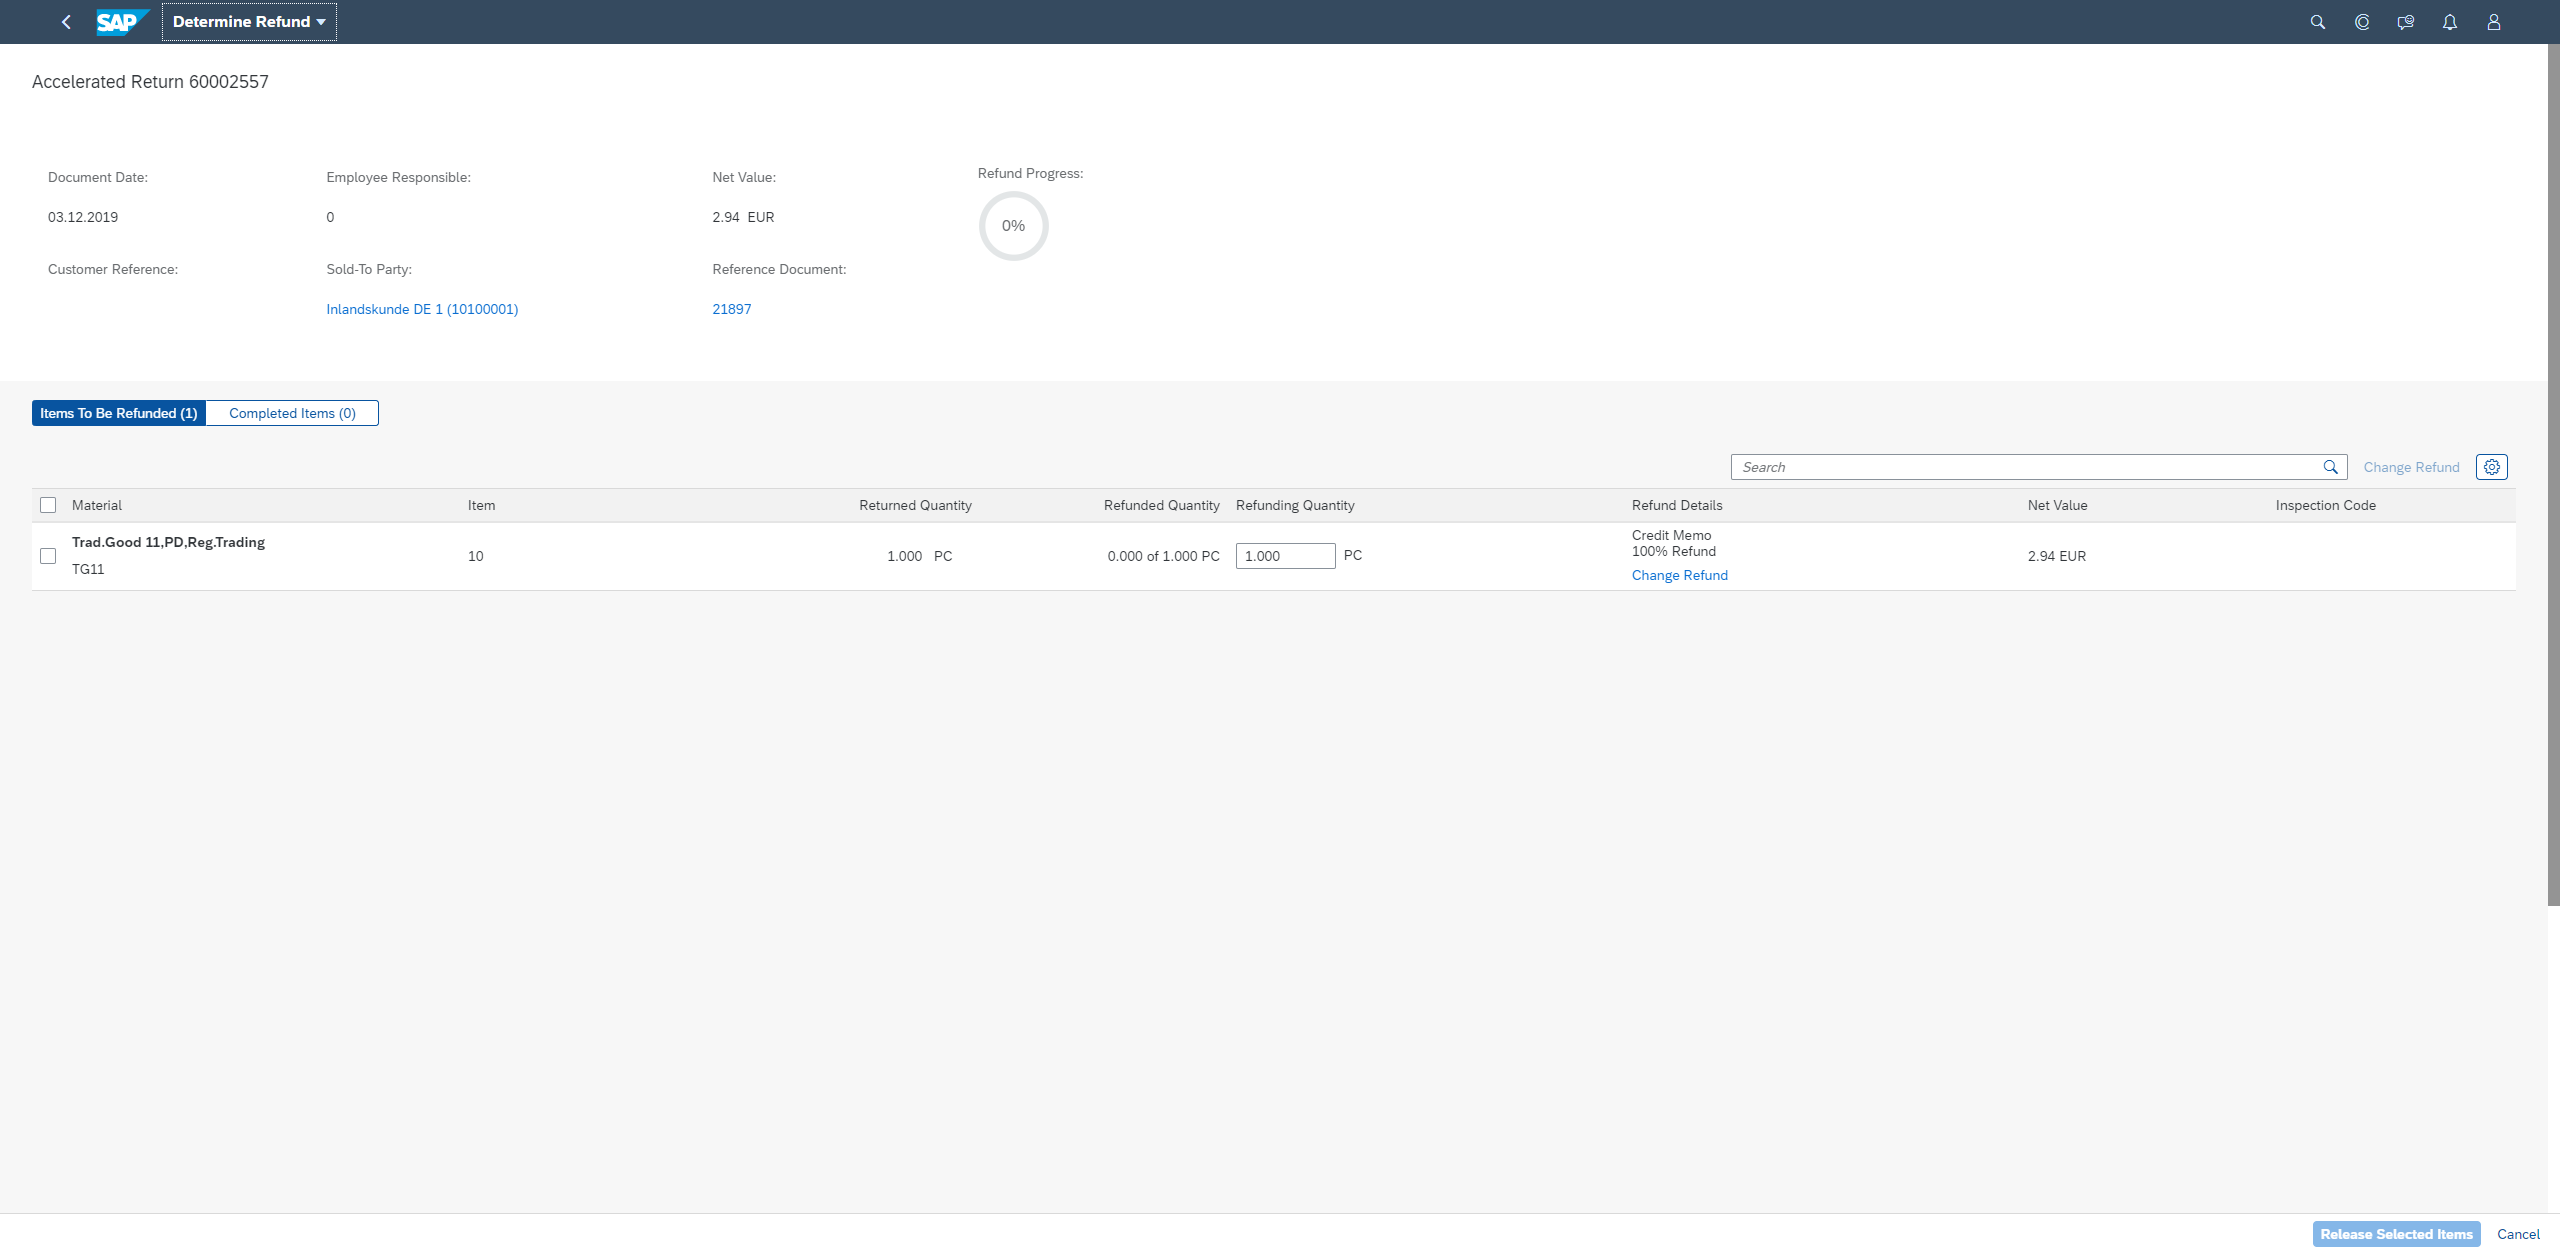 SAP Determine Refund
Accelerated Return 60002557
Document Date: Employee Responsible: Net Value: Refund Progress:
03.12.2019 0 2.94 EUR 0%
Customer Reference: Sold-To Party: Reference Document:
Inlandskunde DE 1 (10100001) 21897
Items To Be Refunded (1) Completed Items (0)
Search Change Refund
Material Item Returned Quantity Refunded Quantity Refunding Quantity Refund Details Net Value Inspection Code
Trad.Good 11,PD,Reg.Trading
TG11
10 1.000 PC 0.000 of 1.000 PC 1.000 PC
Credit Memo
100% Refund
Change Refund
2.94 EUR
Release Selected Items Cancel